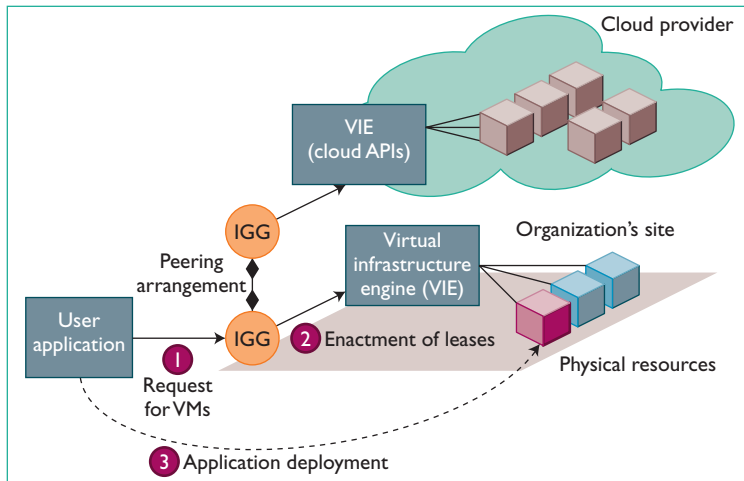 Cloud provider
VIE
(cloud APIs)
IGG
Peering
arrangement
Virtual
infrastructure
engine (VIE)
Organization's site
User
application
IGG
1
Request
for VMs
2 Enactment of leases
Physical resources
3 Application deployment